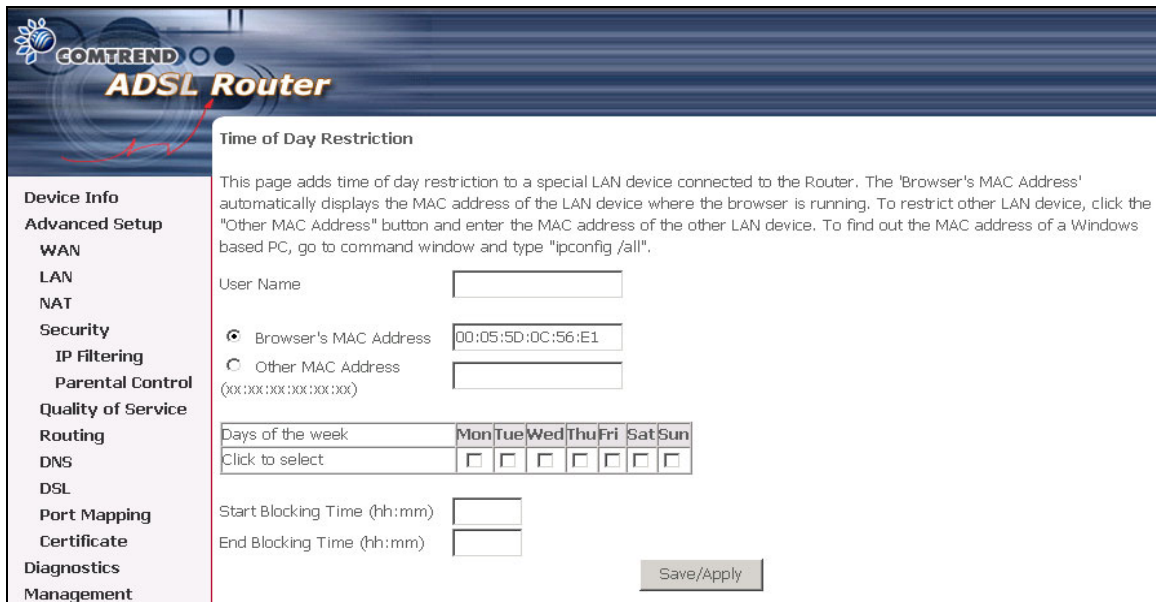 COMTREND
ADSL Router
Device Info
Advanced Setup
WAN
LAN
NAT
Security
IP Filtering
Parental Control
Quality of Service
Routing
DNS
DSL
Port Mapping
Certificate
Diagnostics
Management
Time of Day Restriction
This page adds time of day restriction to a special LAN device connected to the Router. The 'Browser's MAC Address'
automatically displays the MAC address of the LAN device where the browser is running. To restrict other LAN device, click the
"Other MAC Address" button and enter the MAC address of the other LAN device. To find out the MAC address of a Windows
based PC, go to command window and type "ipconfig /all".
User Name
Browser's MAC Address 00:05:5D:0C:56:E1
Other MAC Address
(xx:xx:xx:xx:xx:xx)
Days of the week Mon Tue Wed Thu Fri Sat Sun
Click to select
Start Blocking Time (hh:mm)
End Blocking Time (hh:mm)
Save/Apply